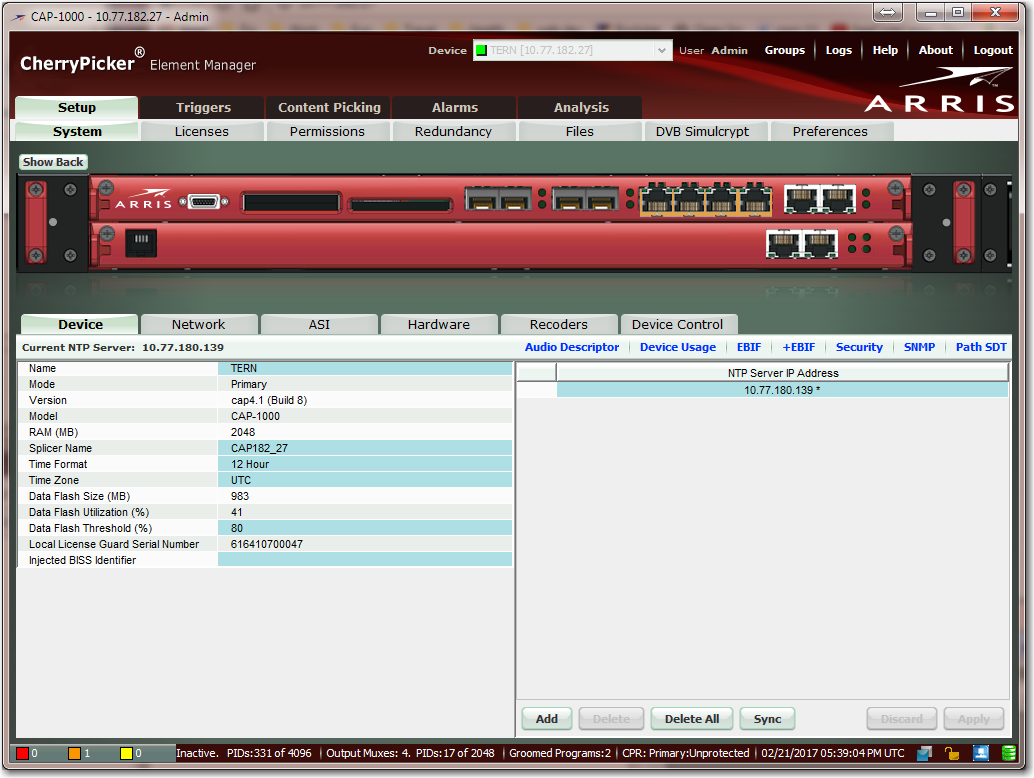 CAP-1000 - 10.77.182.27 - Admin
CherryPicker® Element Manager
Device TERN [10.77.182.27] User Admin Groups Logs Help About Logout
ARRIS
Setup Triggers Content Picking Alarms Analysis
System Licenses Permissions Redundancy Files DVB Simulcrypt Preferences
Show Back
ARRIS
Device Network ASI Hardware Recoders Device Control
Current NTP Server: 10.77.180.139 Audio Descriptor Device Usage EBIF +EBIF Security SNMP Path SDT
Name TERN
Mode Primary
Version cap4.1 (Build 8)
Model CAP-1000
RAM (MB) 2048
Splicer Name CAP182_27
Time Format 12 Hour
Time Zone UTC
Data Flash Size (MB) 983
Data Flash Utilization (%) 41
Data Flash Threshold (%) 80
Local License Guard Serial Number 616410700047
Injected BISS Identifier
NTP Server IP Address
10.77.180.139 *
Add Delete Delete All Sync Discard Apply
0 1 0 Inactive. PIDs:331 of 4096 Output Muxes: 4. PIDs:17 of 2048 Groomed Programs:2 CPR: Primary:Unprotected 02/21/2017 05:39:04 PM UTC